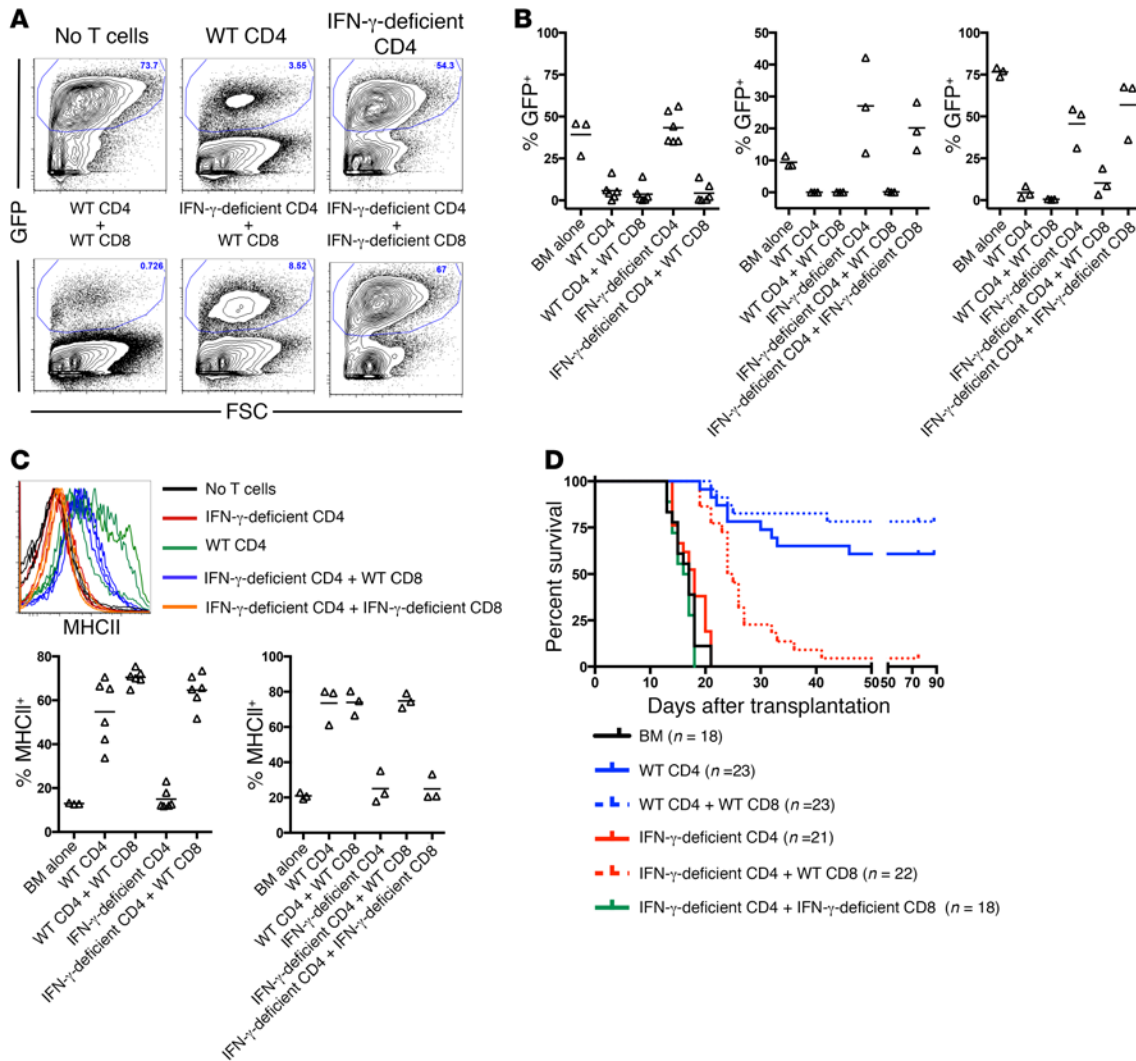 A
No T cells
WT CD4
IFN-γ-deficient
CD4
73.7
3.55
54.3
GFP
WT CD4
+
WT CD8
IFN-γ-deficient CD4
+
WT CD8
IFN-γ-deficient CD4
+
IFN-γ-deficient CD8
0.726
8.52
67
FSC
B
% GFP+
100
75
50
25
0
BM alone
WT CD4
WT CD4 + WT CD8
IFN-γ-deficient CD4
IFN-γ-deficient CD4 + WT CD8
% GFP+
50
40
30
20
10
0
BM alone
WT CD4
WT CD4 + WT CD8
IFN-γ-deficient CD4
IFN-γ-deficient CD4 + WT CD8
IFN-γ-deficient CD4 + IFN-γ-deficient CD8
% GFP+
100
75
50
25
0
BM alone
WT CD4
WT CD4 + WT CD8
IFN-γ-deficient CD4
IFN-γ-deficient CD4 + WT CD8
IFN-γ-deficient CD4 + IFN-γ-deficient CD8
C
No T cells
IFN-γ-deficient CD4
WT CD4
IFN-γ-deficient CD4 + WT CD8
IFN-γ-deficient CD4 + IFN-γ-deficient CD8
MHCII
% MHCII+
80
60
40
20
0
BM alone
WT CD4
WT CD4 + WT CD8
IFN-γ-deficient CD4
IFN-γ-deficient CD4 + WT CD8
% MHCII+
100
80
60
40
20
0
BM alone
WT CD4
WT CD4 + WT CD8
IFN-γ-deficient CD4
IFN-γ-deficient CD4 + WT CD8
IFN-γ-deficient CD4 + IFN-γ-deficient CD8
D
Percent survival
100
75
50
25
0
0 10 20 30 40 50 50 70 90
Days after transplantation
BM (n = 18)
WT CD4 (n =23)
WT CD4 + WT CD8 (n =23)
IFN-γ-deficient CD4 (n =21)
IFN-γ-deficient CD4 + WT CD8 (n = 22)
IFN-γ-deficient CD4 + IFN-γ-deficient CD8 (n = 18)